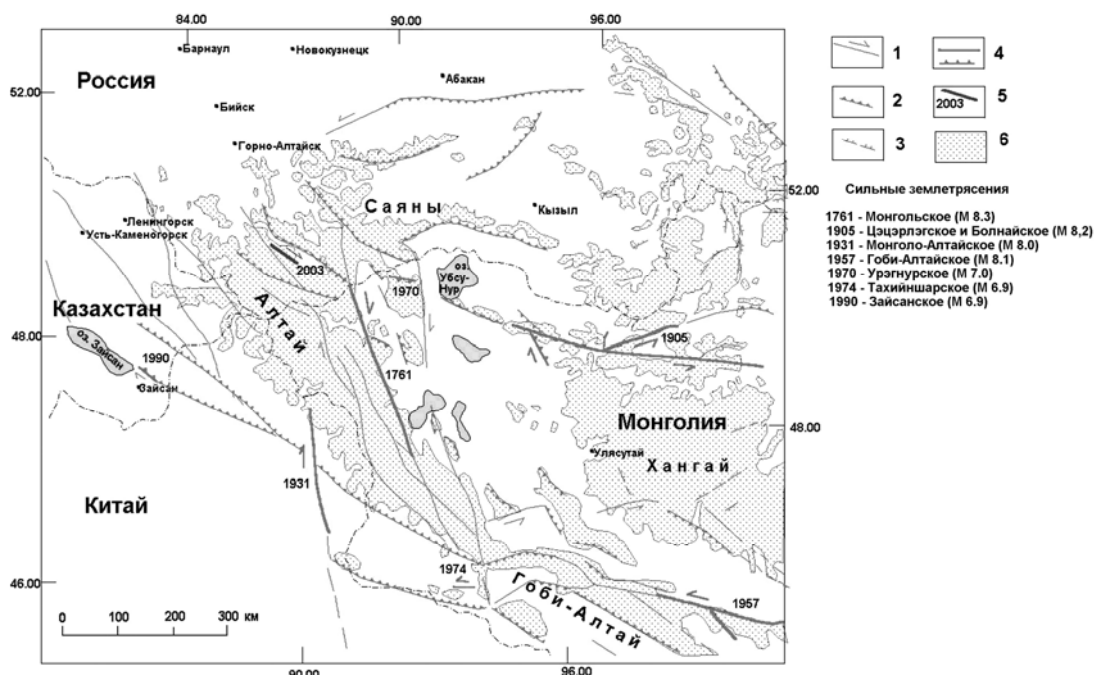 84.00
90.00
96.00
Барнаул
Новокузнецк
Абакан
Россия
52.00
Бийск
Горно-Алтайск
52.00
Саяны
Кызыл
Лениногорск
Усть-Каменогорск
2003
1970
оз.
Убсу-
Нур
Казахстан
Алтай
48.00
оз. Зайсан
1990
Зайсан
1761
1905
Монголия
48.00
Улясутай
Хангай
1931
Китай
46.00
1974
Гоби-Алтай
1957
0 100 200 300 км
90.00
96.00
1
4
2
2003
5
3
6
Сильные землетрясения
1761 - Монгольское (М 8.3)
1905 - Цэцэрлэгское и Болнайское (М 8,2)
1931 - Монголо-Алтайское (М 8.0)
1957 - Гоби-Алтайское (М 8.1)
1970 - Урэгнурское (М 7.0)
1974 - Тахийншарское (М 6.9)
1990 - Зайсанское (М 6.9)